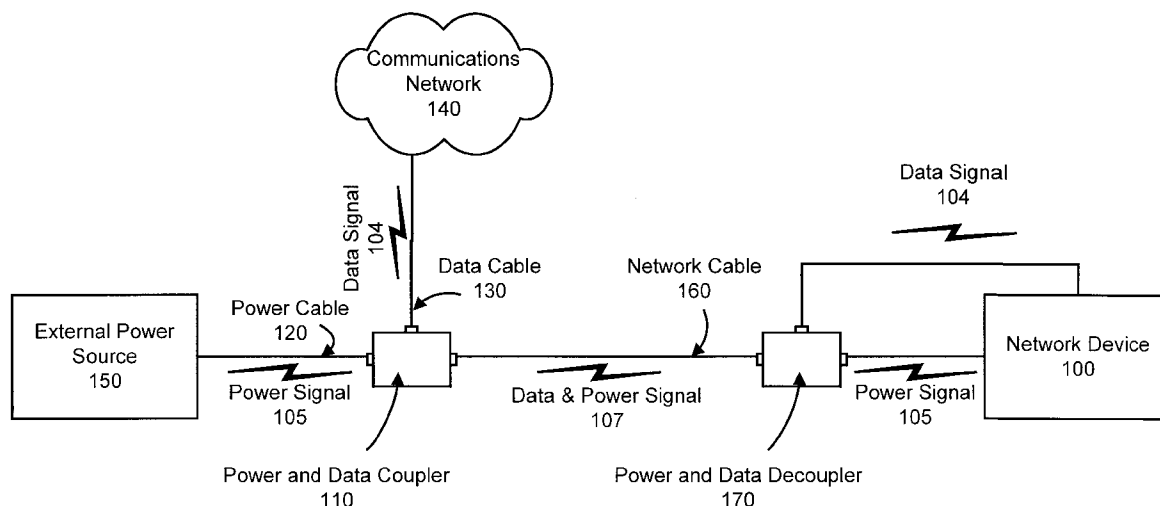 Communications
Network
140
Data Signal
104
Data Signal
104
Data Cable
130
Network Cable
160
Power Cable
120
External Power
Source
150
Network Device
100
Power Signal
105
Data & Power Signal
107
Power Signal
105
Power and Data Coupler
110
Power and Data Decoupler
170